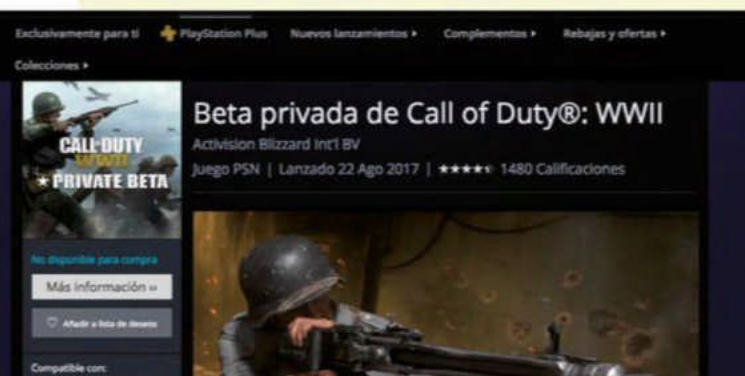 Exclusivamente para ti PlayStation Plus Nuevos lanzamientos Complementos Rebajas y ofertas
Colecciones
CALL OF DUTY
WWII
PRIVATE BETA
Beta privada de Call of Duty®: WWII
Activision Blizzard Int'l BV
Juego PSN | Lanzado 22 Ago 2017 | ★★★★ 1480 Calificaciones
No disponible para compra
Más información »
Añadir a lista de deseos
Compatible con: